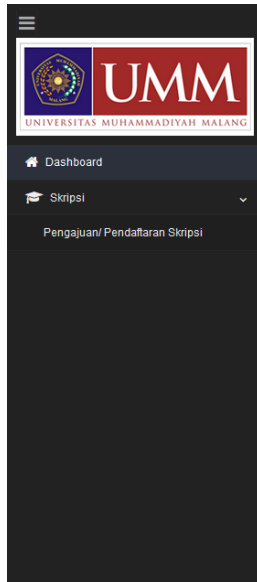 UMM
UNIVERSITAS MUHAMMADIYAH MALANG
Dashboard
Skripsi
Pengajuan/ Pendaftaran Skripsi